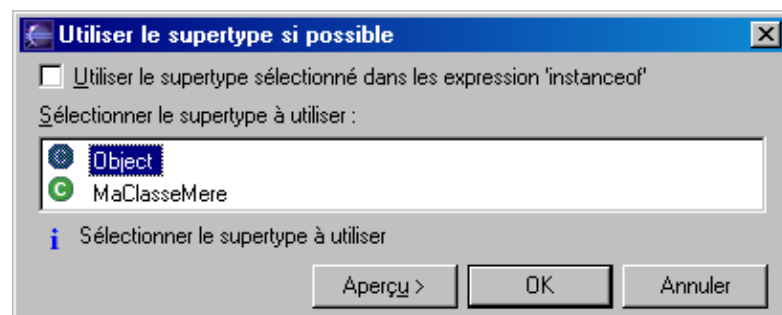 Utiliser le supertype si possible
Utiliser le supertype sélectionné dans les expression 'instanceof'
Sélectionner le supertype à utiliser :
Object
MaClasseMere
Sélectionner le supertype à utiliser
Aperçu > OK Annuler